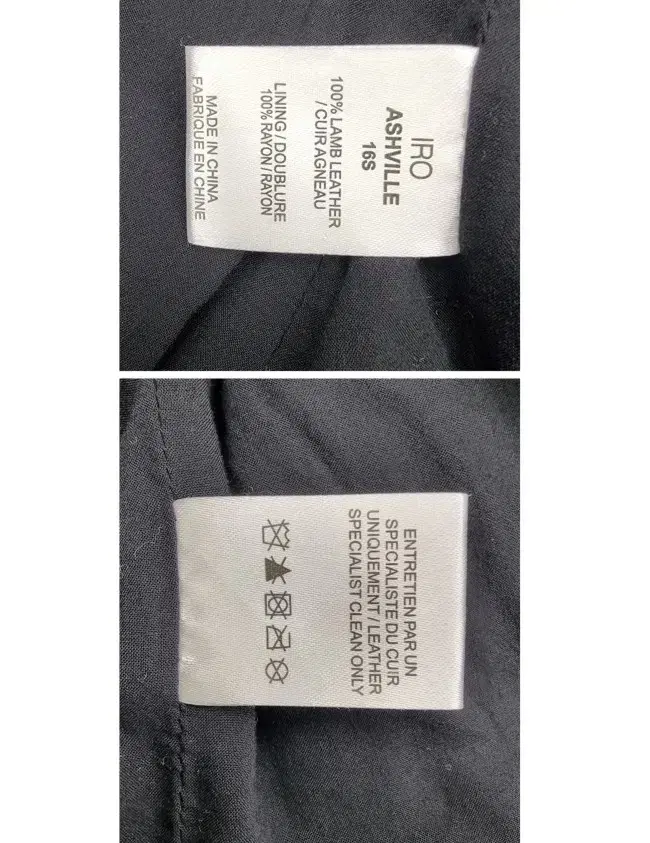 IRO
ASHVILLE
16S
100% LAMB LEATHER
/ CUIR AGNEAU
LINING / DOUBLURE
100% RAYON / RAYON
MADE IN CHINA
FABRIQUE EN CHINE
ENTRETIEN PAR UN
SPECIALISTE DU CUIR
UNIQUEMENT / LEATHER
SPECIALIST CLEAN ONLY